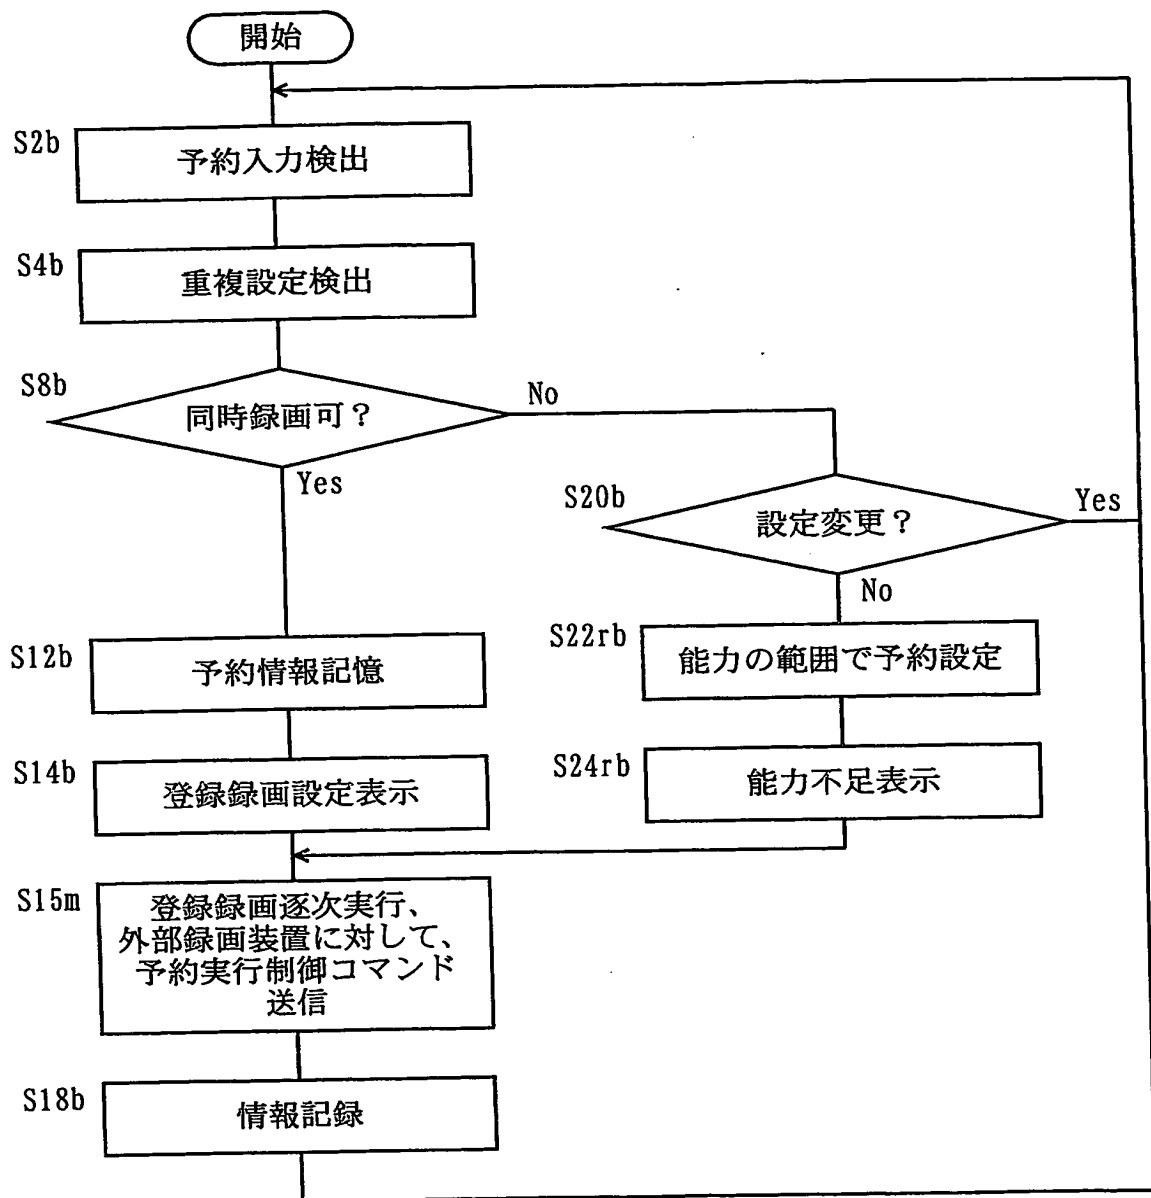 開始
S2b
予約入力検出
S4b
重複設定検出
S8b
同時録画可？
No
Yes
S20b
設定変更？
Yes
No
S22rb
能力の範囲で予約設定
S12b
予約情報記憶
S24rb
能力不足表示
S14b
登録録画設定表示
S15m
登録録画逐次実行、
外部録画装置に対して、
予約実行制御コマンド
送信
S18b
情報記録